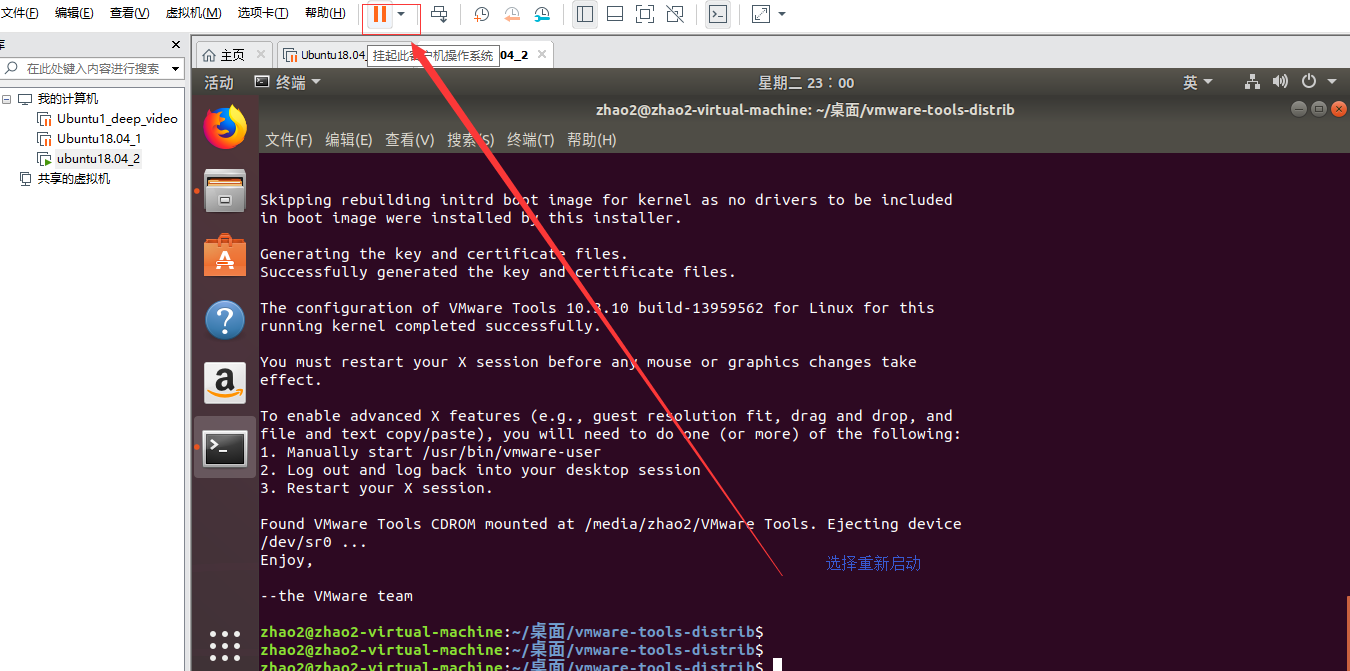 文件(F) 编辑(E) 查看(V) 虚拟机(M) 选项卡(T) 帮助(H)
库
在此处键入内容进行搜索
我的计算机
Ubuntu1_deep_video
Ubuntu18.04_1
ubuntu18.04_2
共享的虚拟机
主页 Ubuntu18.04_ 挂起此客户机操作系统 04_2
活动 终端 星期二 23：00 英
zhao2@zhao2-virtual-machine: ~/桌面/vmware-tools-distrib
文件(F) 编辑(E) 查看(V) 搜索(S) 终端(T) 帮助(H)
Skipping rebuilding initrd boot image for kernel as no drivers to be included
in boot image were installed by this installer.
Generating the key and certificate files.
Successfully generated the key and certificate files.
The configuration of VMware Tools 10.3.10 build-13959562 for Linux for this
running kernel completed successfully.
You must restart your X session before any mouse or graphics changes take
effect.
To enable advanced X features (e.g., guest resolution fit, drag and drop, and
file and text copy/paste), you will need to do one (or more) of the following:
1. Manually start /usr/bin/vmware-user
2. Log out and log back into your desktop session
3. Restart your X session.
Found VMware Tools CDROM mounted at /media/zhao2/VMware Tools. Ejecting device
/dev/sr0 ...
Enjoy,
选择重新启动
--the VMware team
zhao2@zhao2-virtual-machine:~/桌面/vmware-tools-distrib$
zhao2@zhao2-virtual-machine:~/桌面/vmware-tools-distrib$
zhao2@zhao2-virtual-machine:~/桌面/vmware-tools-distrib$